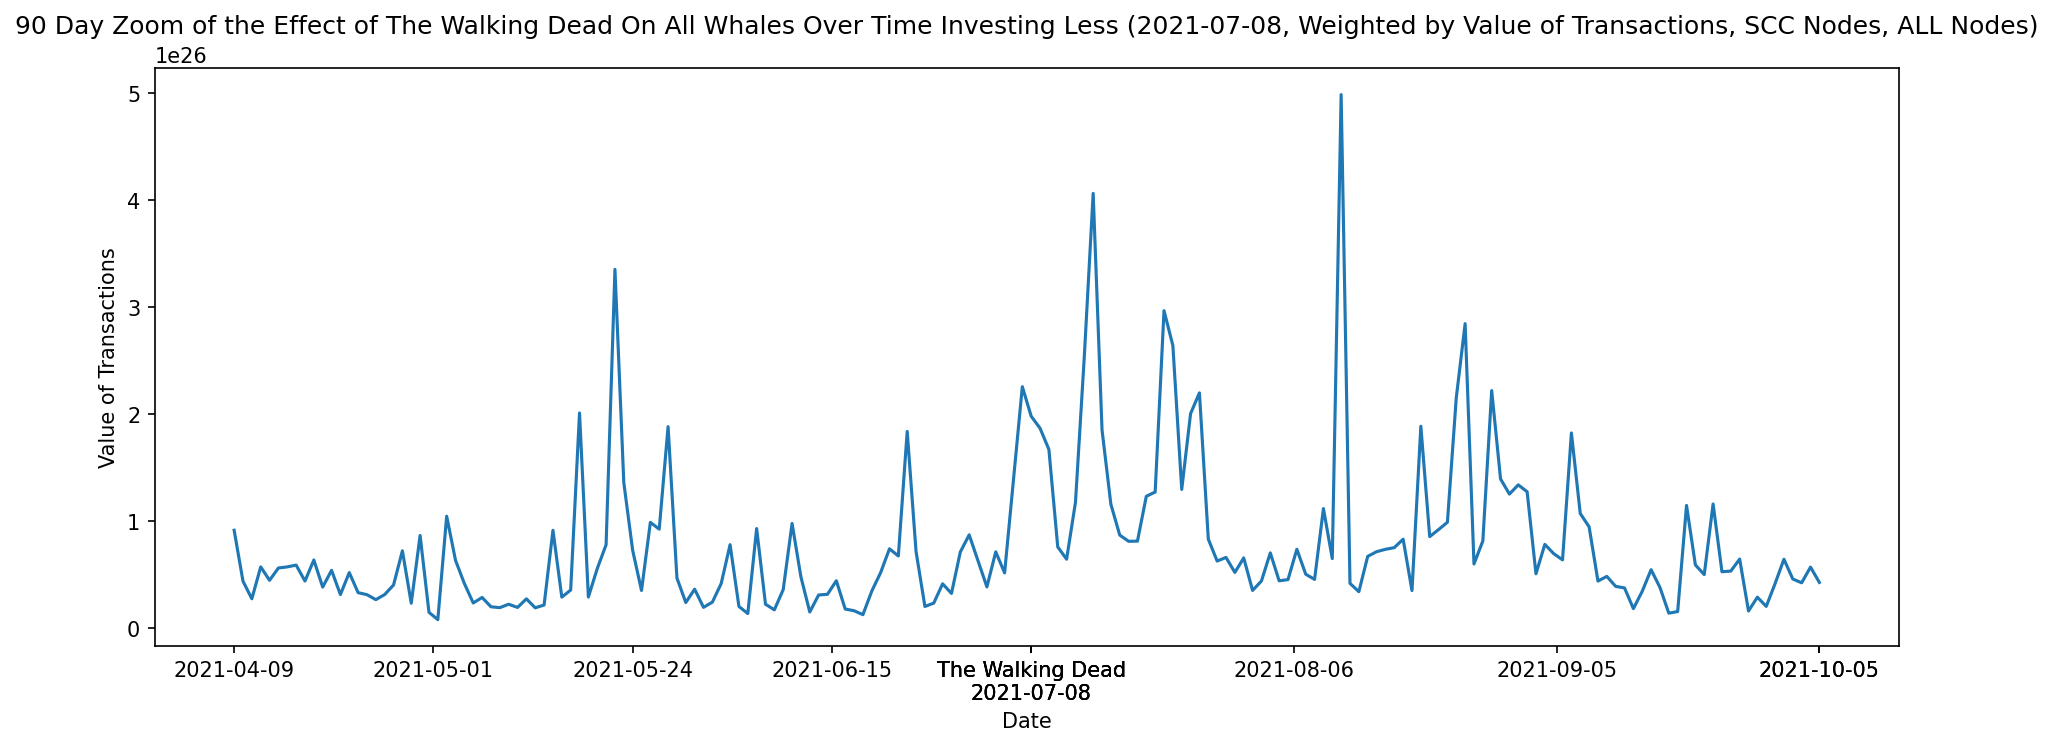 90 Day Zoom of the Effect of The Walking Dead On All Whales Over Time Investing Less (2021-07-08, Weighted by Value of Transactions, SCC Nodes, ALL Nodes)
1e26
5
4
3
2
1
0
Value of Transactions
2021-04-09
2021-05-01
2021-05-24
2021-06-15
The Walking Dead
2021-07-08
2021-08-06
2021-09-05
2021-10-05
Date